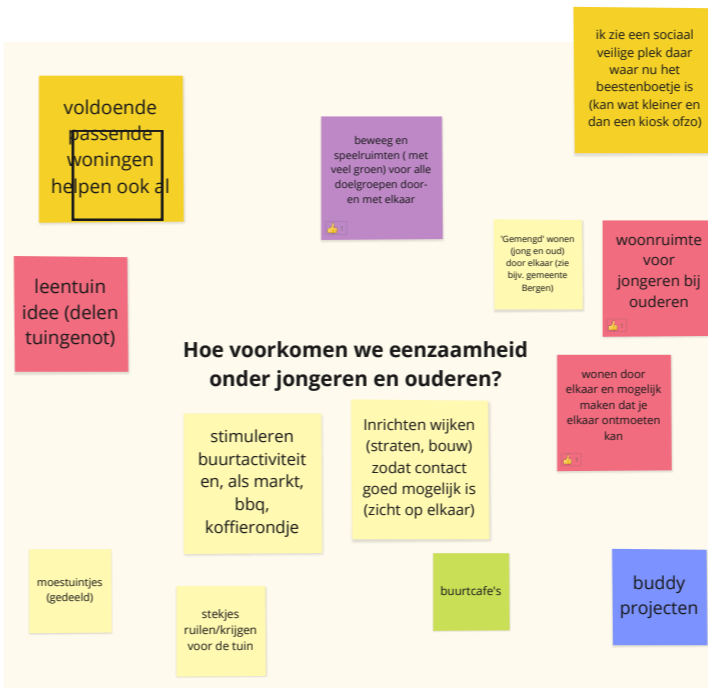 ik zie een sociaal
veilige plek daar
waar nu het
beestenboetje is
(kan wat kleiner en
dan een kiosk ofzo)
voldoende
passende
woningen
helpen ook al
beweeg en
speelruimten ( met
veel groen) voor alle
doelgroepen door-
en met elkaar
👍 1
'Gemengd' wonen
(jong en oud)
door elkaar (zie
bijv. gemeente
Bergen)
woonruimte
voor
jongeren bij
ouderen
👍 1
leentuin
idee (delen
tuingenot)
Hoe voorkomen we eenzaamheid
onder jongeren en ouderen?
wonen door
elkaar en mogelijk
maken dat je
elkaar ontmoeten
kan
👍 1
stimuleren
buurtactiviteit
en, als markt,
bbq,
koffierondje
Inrichten wijken
(straten, bouw)
zodat contact
goed mogelijk is
(zicht op elkaar)
moestuintjes
(gedeeld)
stekjes
ruilen/krijgen
voor de tuin
buurtcafe's
buddy
projecten